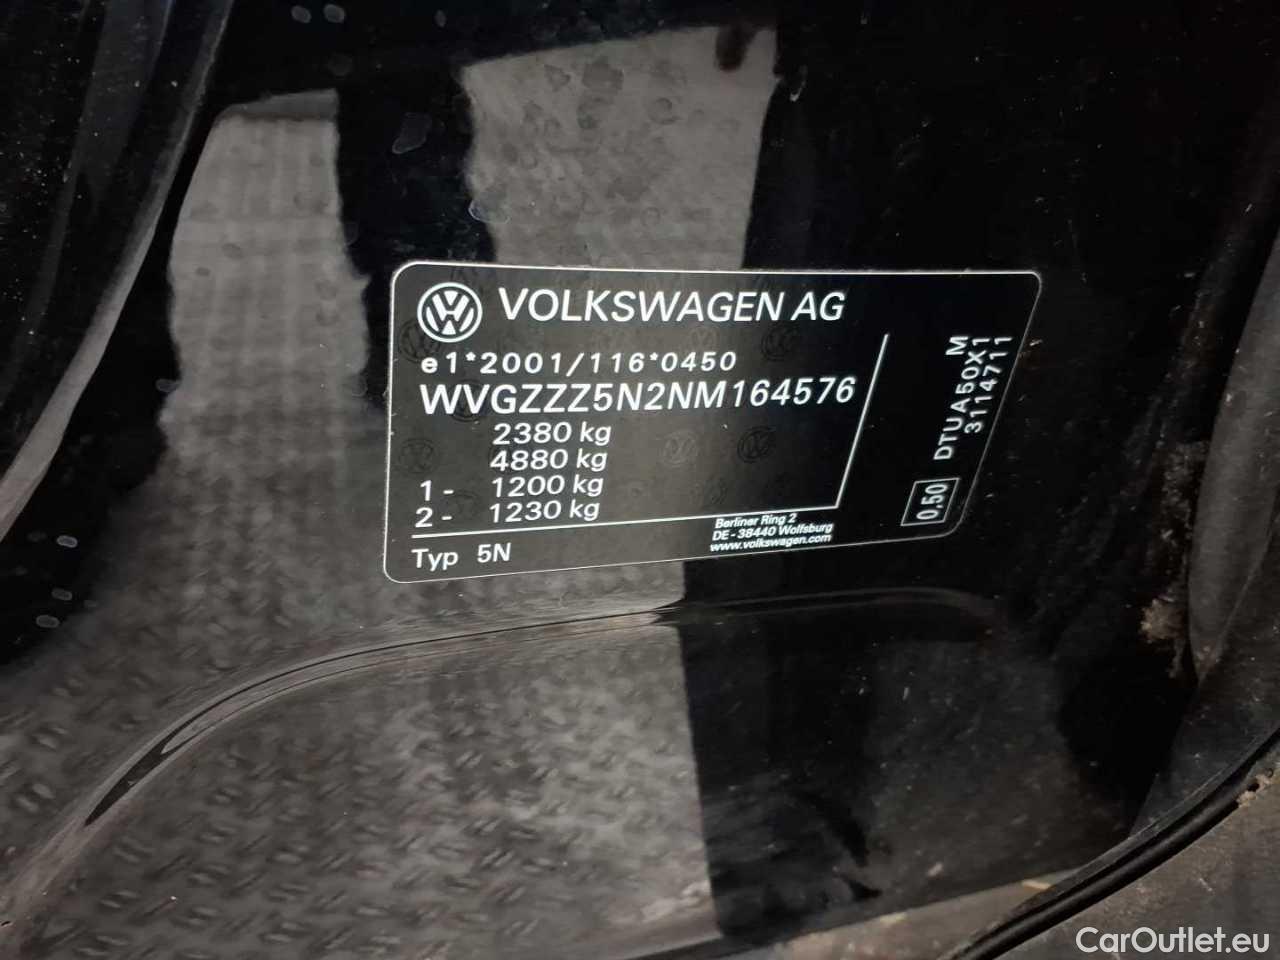 VOLKSWAGEN AG
e1*2001/116*0450
WVGZZZ5N2NM164576
2380 kg
4880 kg
1 - 1200 kg
2 - 1230 kg
Typ 5N
Berliner Ring 2
DE - 38440 Wolfsburg
www.volkswagen.com
M
DTUA50X1
3114711
0.50
CarOutlet.eu